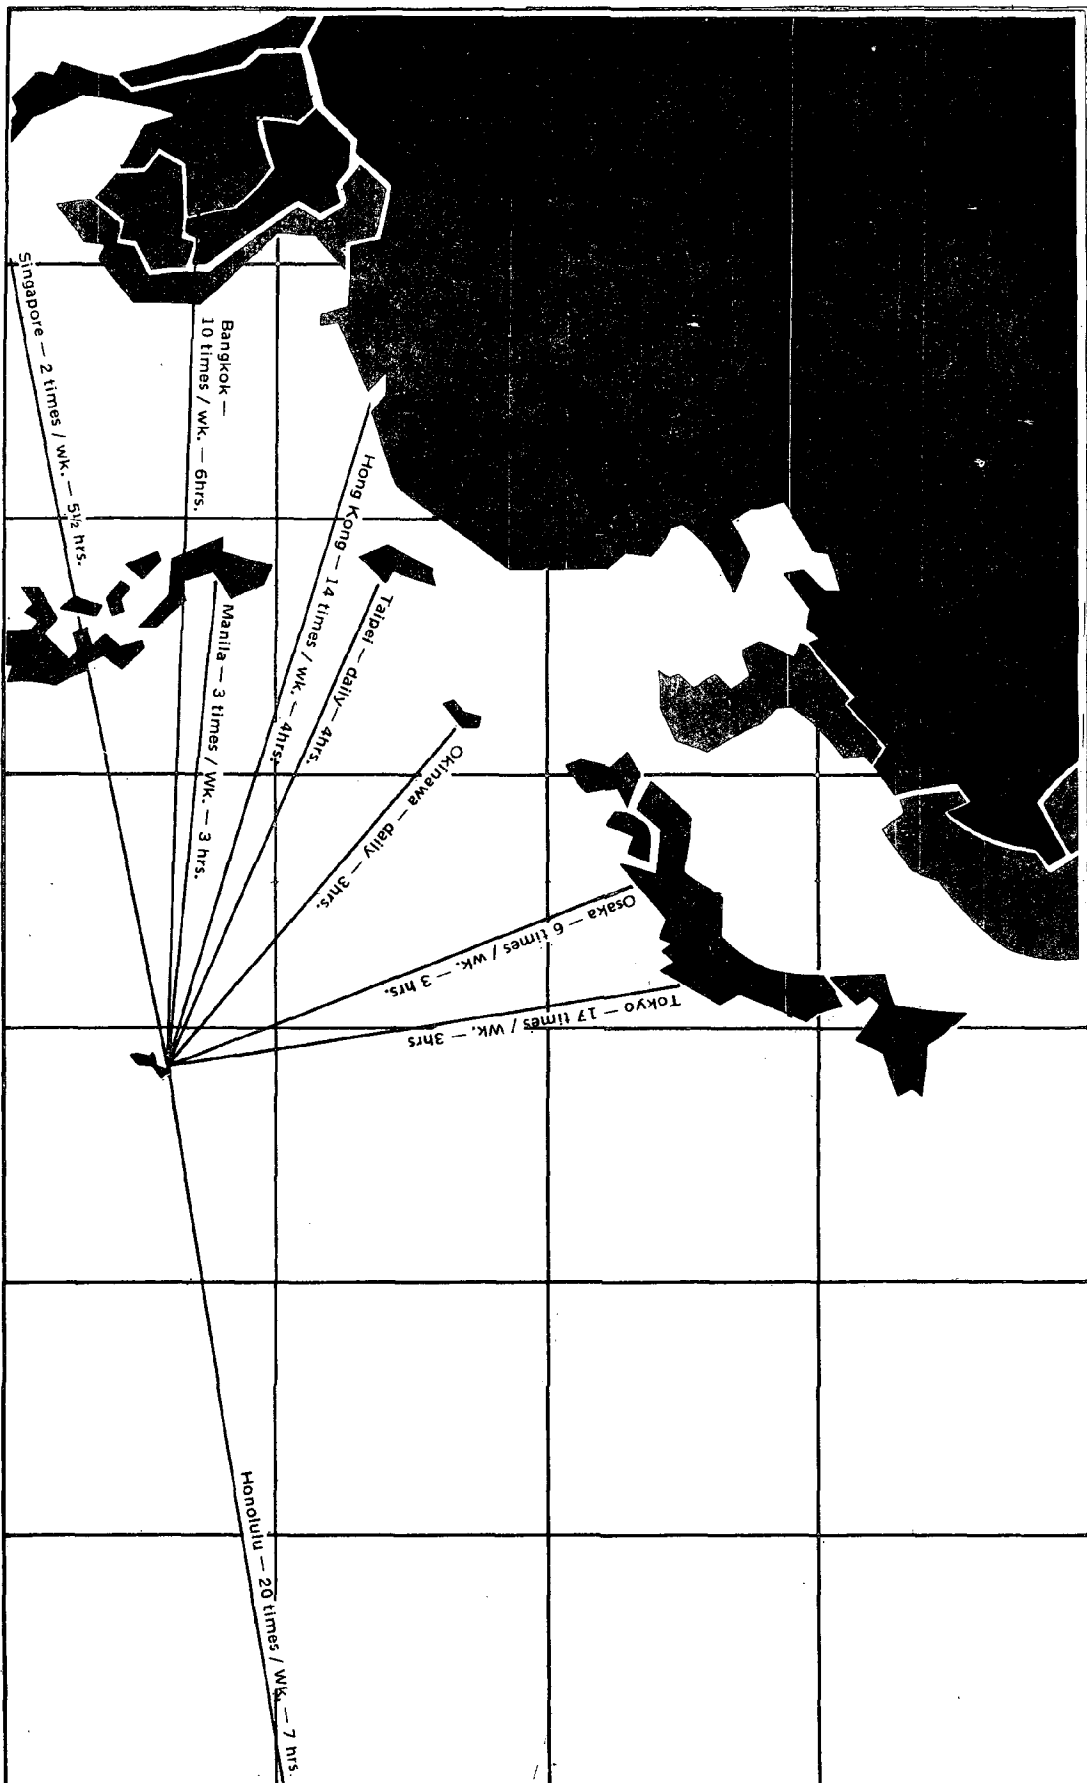 Singapore — 2 times / wk. — 5½ hrs.
Bangkok —
10 times / wk. — 6hrs.
Manila — 3 times / Wk. — 3 hrs.
Hong Kong — 14 times / wk. — 4hrs.
Taipei — daily — 4hrs.
Okinawa — daily — 3hrs.
Osaka — 6 times / wk. — 3 hrs.
Tokyo — 17 times / Wk. — 3hrs
Honolulu — 20 times / Wk. — 7 hrs.